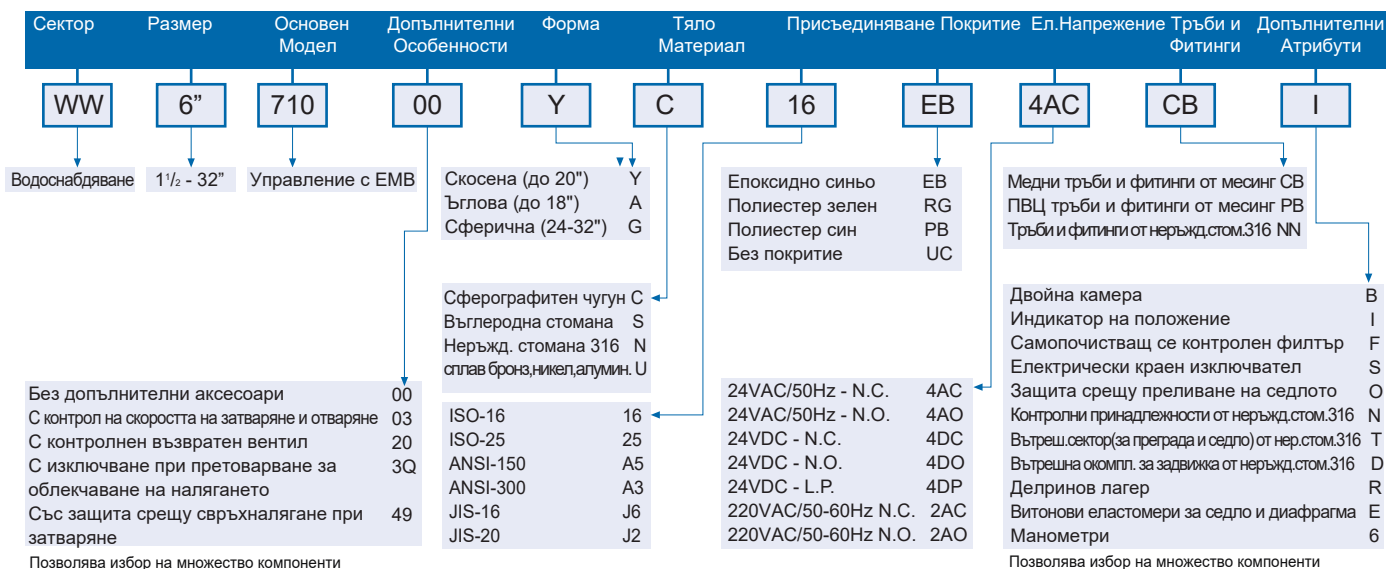 Сектор Размер Основен Допълнителни Форма Тяло Присъединяване Покритие Ел.Напрежение Тръби и Допълнителни
Модел Особенности Материал Фитинги Атрибути
WW 6” 710 00 Y C 16 EB 4AC CB I
Водоснабдяване 1 1/2 - 32” Управление с ЕМВ
Скосена (до 20") Y
Ъглова (до 18") A
Сферична (24-32") G
Епоксидно синьо EB
Полиестер зелен RG
Полиестер син PB
Без покритие UC
Медни тръби и фитинги от месинг CB
ПВЦ тръби и фитинги от месинг PB
Тръби и фитинги от неръжд.стом.316 NN
Сферографитен чугун C
Въглеродна стомана S
Неръжд. стомана 316 N
сплав бронз,никел,алумин. U
Двойна камера B
Индикатор на положение I
Самопочистващ се контролен филтър F
Електрически краен изключвател S
Защита срещу преливане на седлото O
Контролни принадлежности от неръжд.стом.316 N
Вътреш.сектор(за преграда и седло) от нер.стом.316 T
Вътрешна окомпл. за задвижка от неръжд.стом.316 D
Делринов лагер R
Витонови еластомери за седло и диафрагма E
Манометри 6
Без допълнителни аксесоари 00
С контрол на скоростта на затваряне и отваряне 03
С контролнен възвратен вентил 20
С изключване при претоварване за 3Q
облекчаване на налягането
Със защита срещу свръхналягане при 49
затваряне
ISO-16 16
ISO-25 25
ANSI-150 A5
ANSI-300 A3
JIS-16 J6
JIS-20 J2
24VAC/50Hz - N.C. 4AC
24VAC/50Hz - N.O. 4AO
24VDC - N.C. 4DC
24VDC - N.O. 4DO
24VDC - L.P. 4DP
220VAC/50-60Hz N.C. 2AC
220VAC/50-60Hz N.O. 2AO
Позволява избор на множество компоненти
Позволява избор на множество компоненти